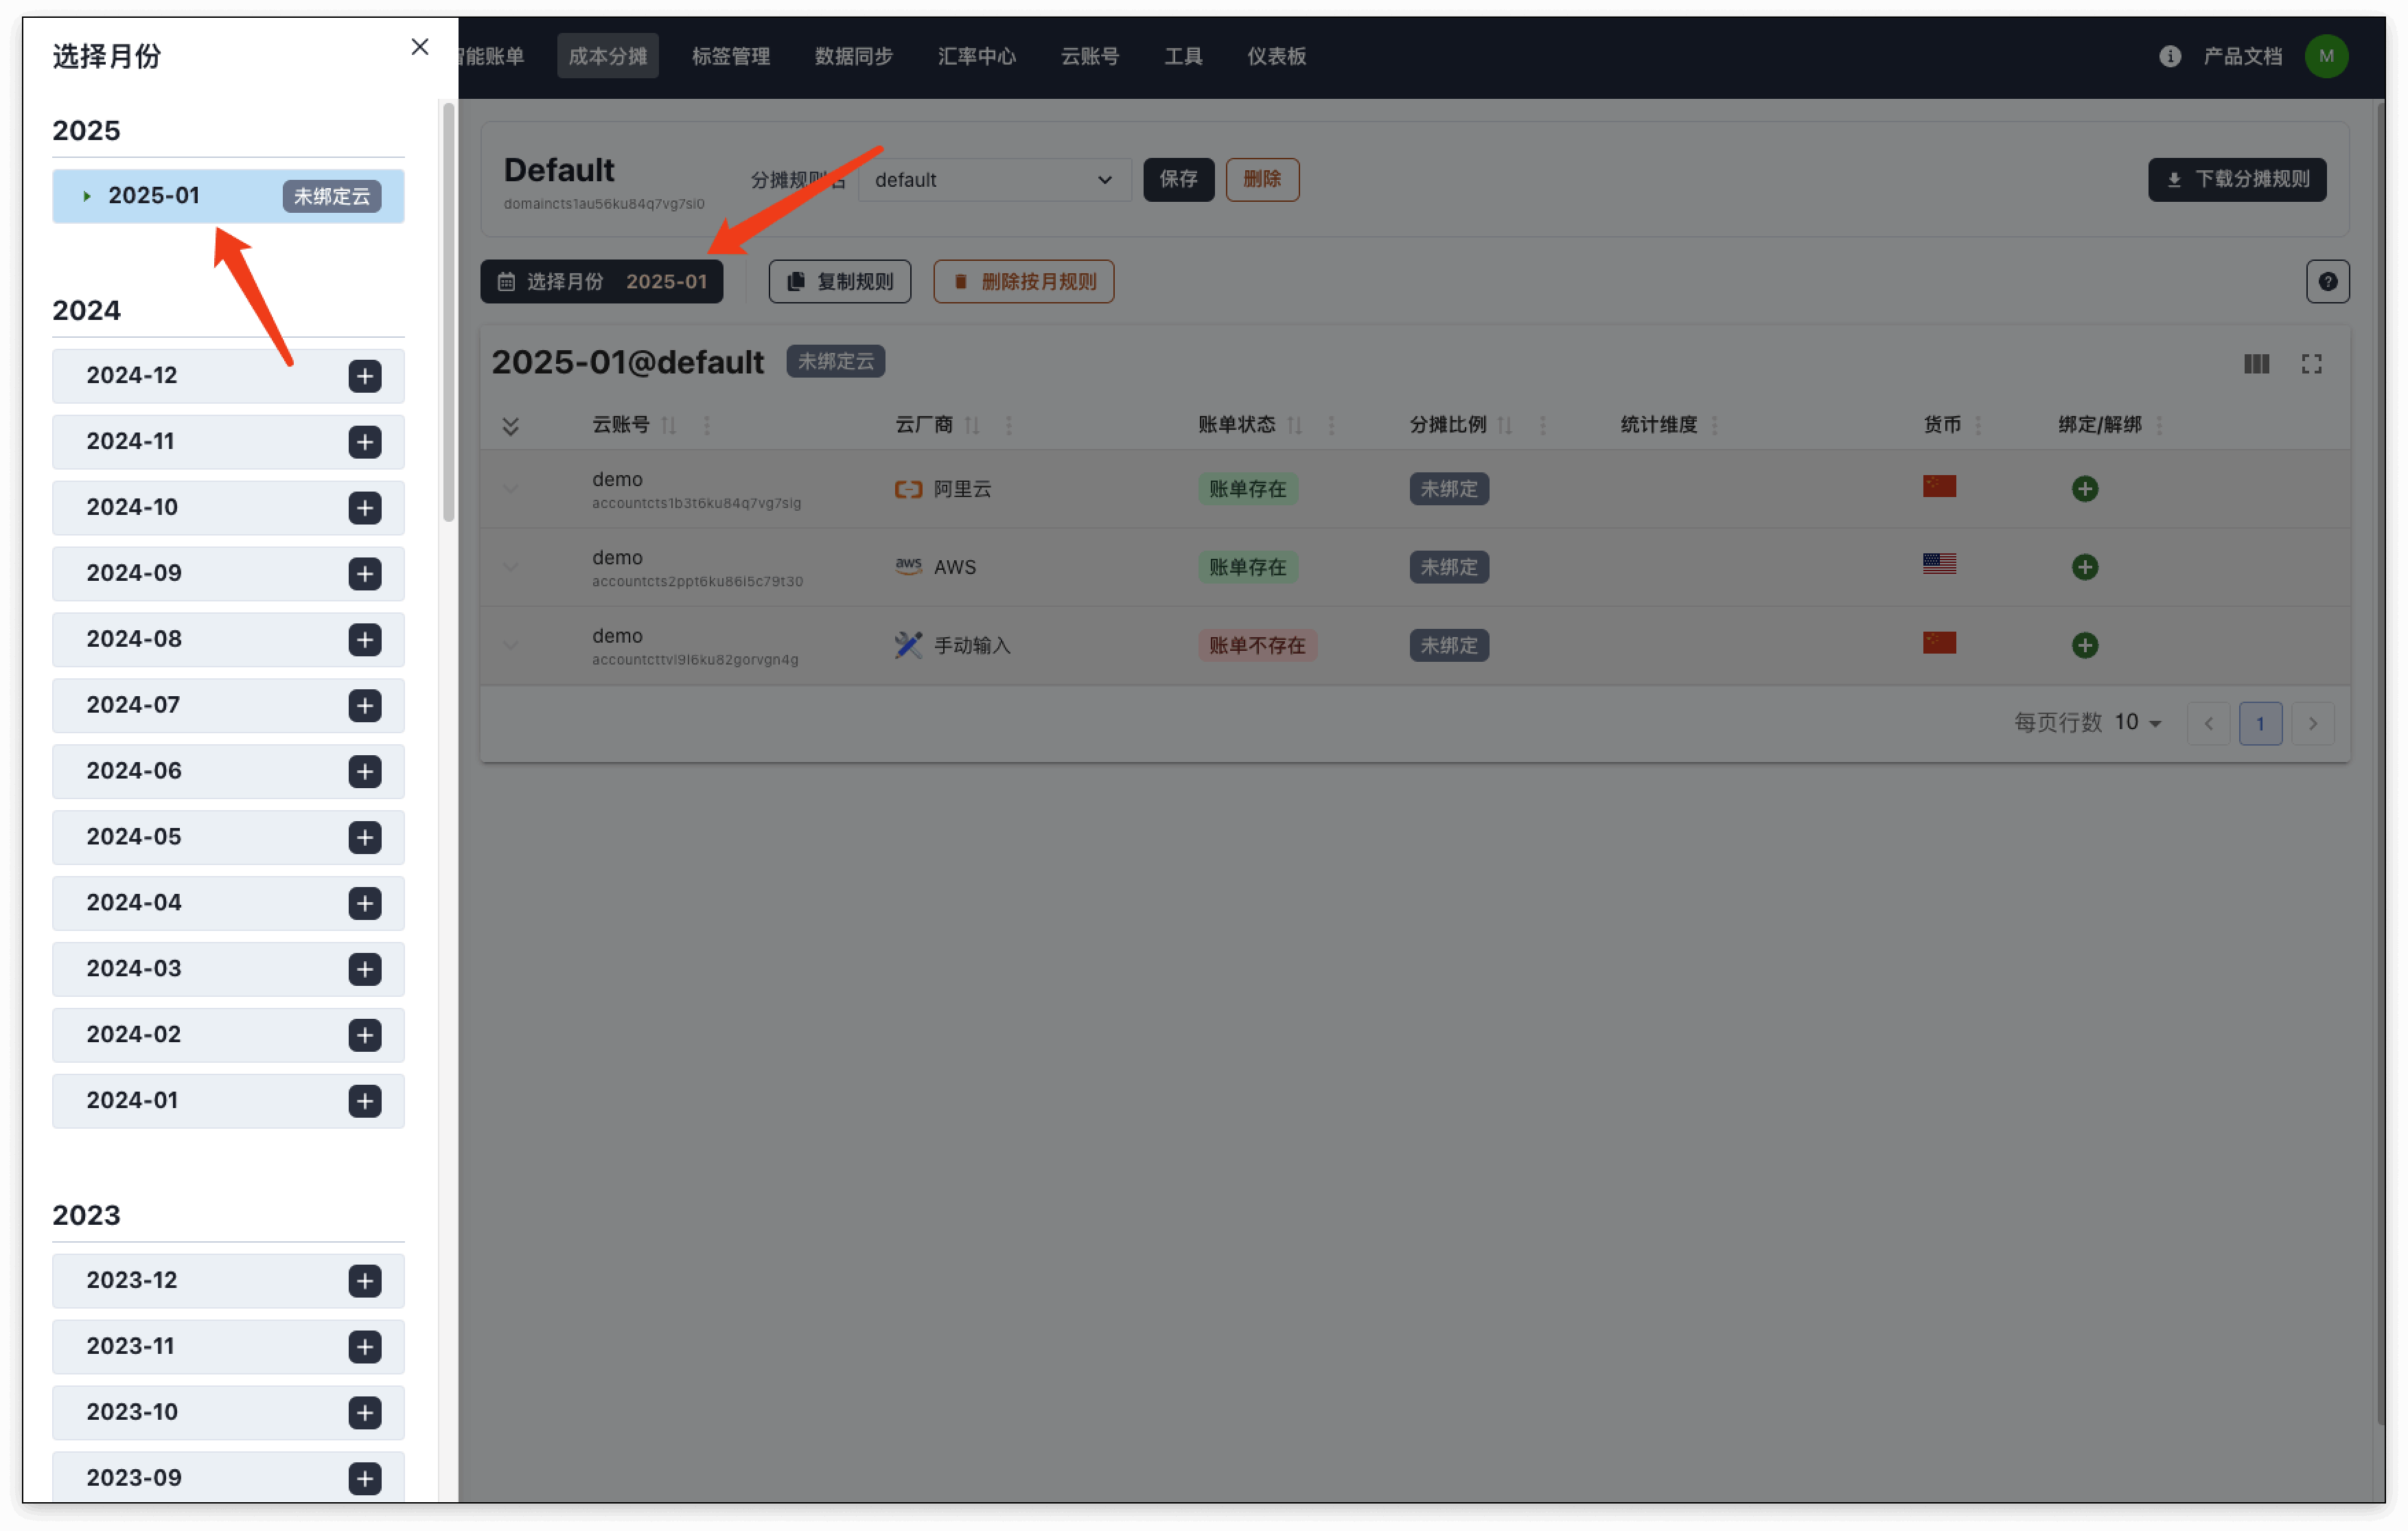 选择月份
2025
2025-01 未绑定云
2024
2024-12
2024-11
2024-10
2024-09
2024-08
2024-07
2024-06
2024-05
2024-04
2024-03
2024-02
2024-01
2023
2023-12
2023-11
2023-10
2023-09
能账单 成本分摊 标签管理 数据同步 汇率中心 云账号 工具 仪表板 产品文档 M
Default
domaincts1au56ku84q7vg7si0
分摊规则名 default 保存 删除 下载分摊规则
选择月份 2025-01 复制规则 删除按月规则
2025-01@default 未绑定云
云账号 云厂商 账单状态 分摊比例 统计维度 货币 绑定/解绑
demo 阿里云 账单存在 未绑定
accountcts1b3t6ku84q7vg7sig
demo aws AWS 账单存在 未绑定
accountcts2ppt6ku86i5c79t30
demo 手动输入 账单不存在 未绑定
accountcttvl9l6ku82gorvgn4g
每页行数 10 1